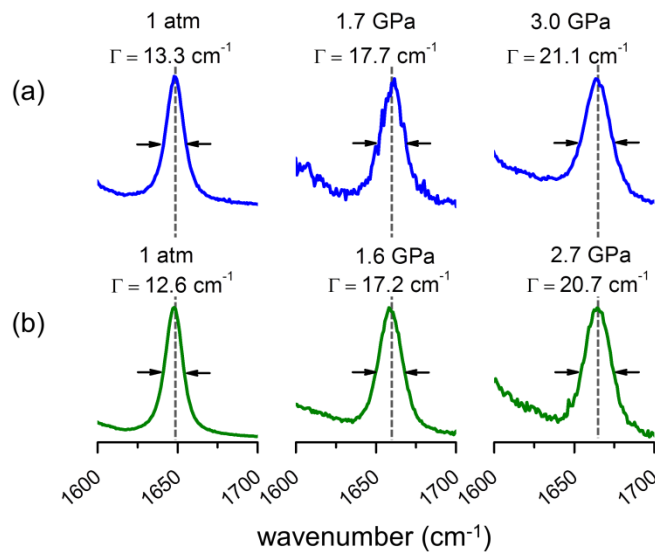 1 atm 1.7 GPa 3.0 GPa
Γ = 13.3 cm⁻¹ Γ = 17.7 cm⁻¹ Γ = 21.1 cm⁻¹
(a)
1 atm 1.6 GPa 2.7 GPa
Γ = 12.6 cm⁻¹ Γ = 17.2 cm⁻¹ Γ = 20.7 cm⁻¹
(b)
1600 1650 1700 1600 1650 1700 1600 1650 1700
wavenumber (cm⁻¹)